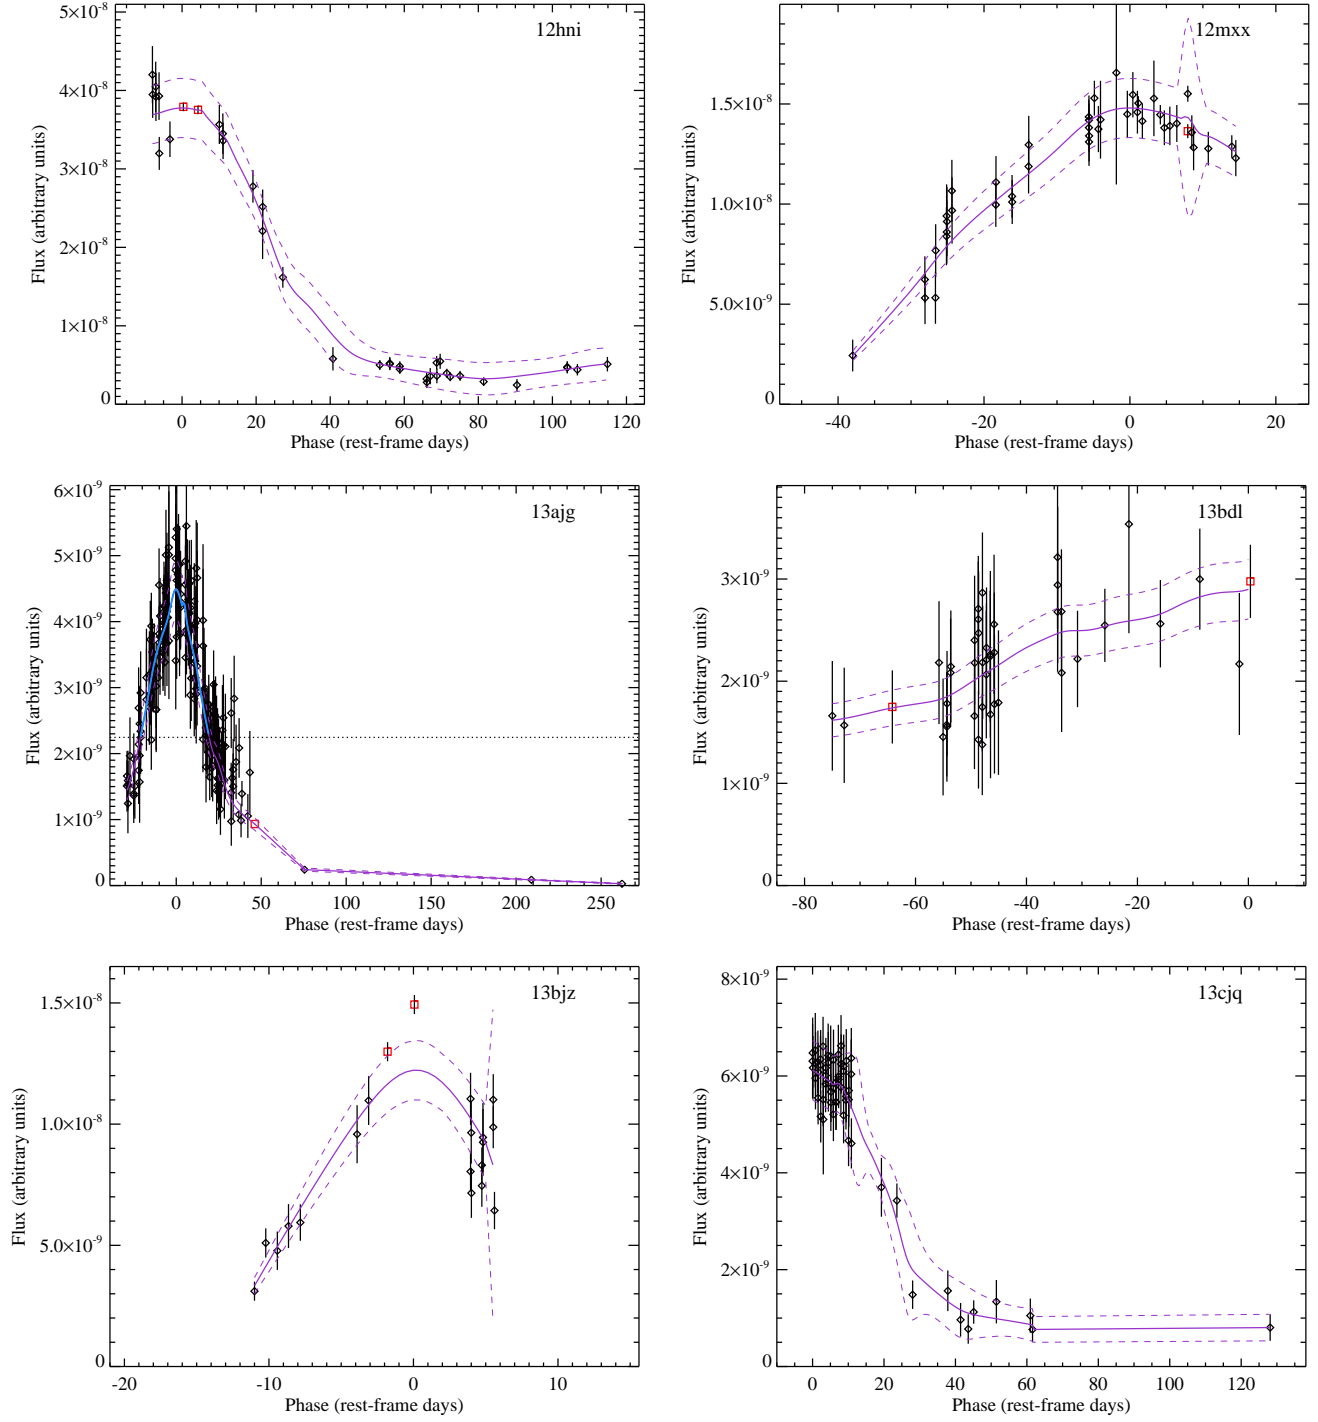 12hni
5×10⁻⁸
4×10⁻⁸
3×10⁻⁸
2×10⁻⁸
1×10⁻⁸
0
Flux (arbitrary units)
0 20 40 60 80 100 120
Phase (rest-frame days)
12mxx
1.5×10⁻⁸
1.0×10⁻⁸
5.0×10⁻⁹
0
Flux (arbitrary units)
-40 -20 0 20
Phase (rest-frame days)
13ajg
6×10⁻⁹
5×10⁻⁹
4×10⁻⁹
3×10⁻⁹
2×10⁻⁹
1×10⁻⁹
0
Flux (arbitrary units)
0 50 100 150 200 250
Phase (rest-frame days)
13bdl
3×10⁻⁹
2×10⁻⁹
1×10⁻⁹
0
Flux (arbitrary units)
-80 -60 -40 -20 0
Phase (rest-frame days)
13bjz
1.5×10⁻⁸
1.0×10⁻⁸
5.0×10⁻⁹
0
Flux (arbitrary units)
-20 -10 0 10
Phase (rest-frame days)
13cjq
8×10⁻⁹
6×10⁻⁹
4×10⁻⁹
2×10⁻⁹
0
Flux (arbitrary units)
0 20 40 60 80 100 120
Phase (rest-frame days)